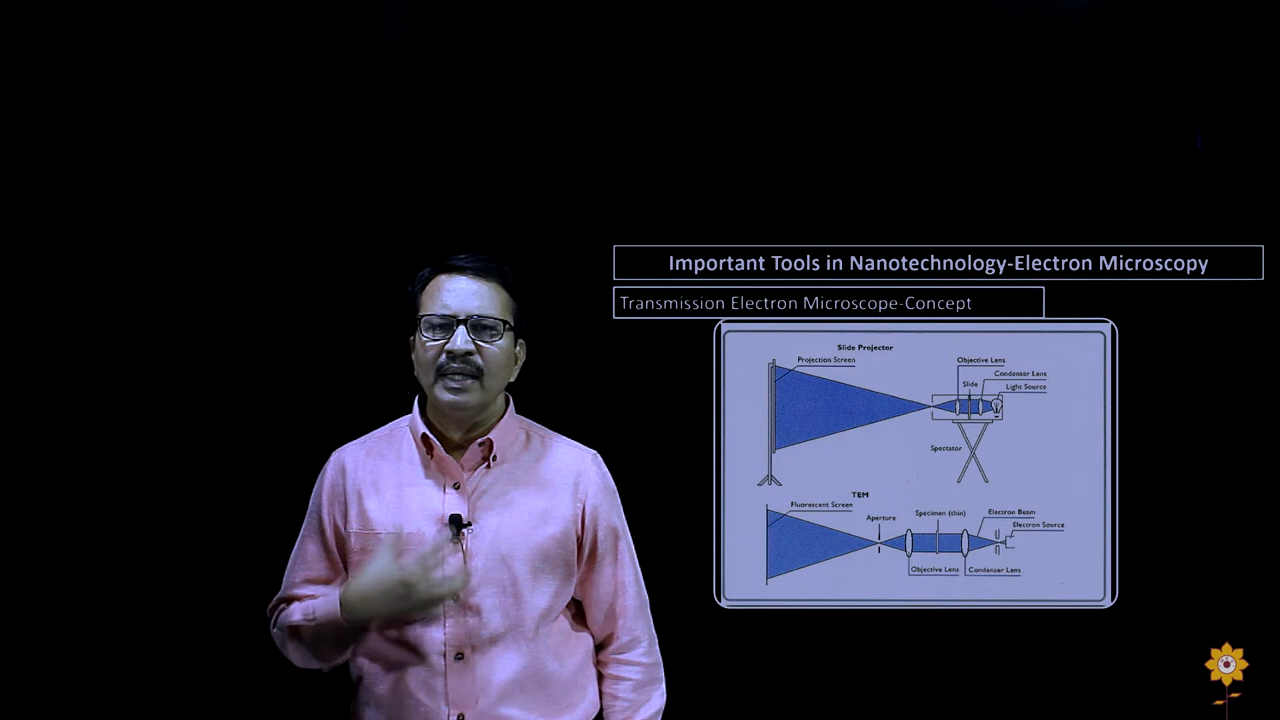 Important Tools in Nanotechnology-Electron Microscopy
Transmission Electron Microscope-Concept
Slide Projector
Projection Screen
Objective Lens
Condenser Lens
Slide
Light Source
Spectator
TEM
Fluorescent Screen
Aperture
Specimen (thin)
Electron Beam
Electron Source
Objective Lens
Condenser Lens